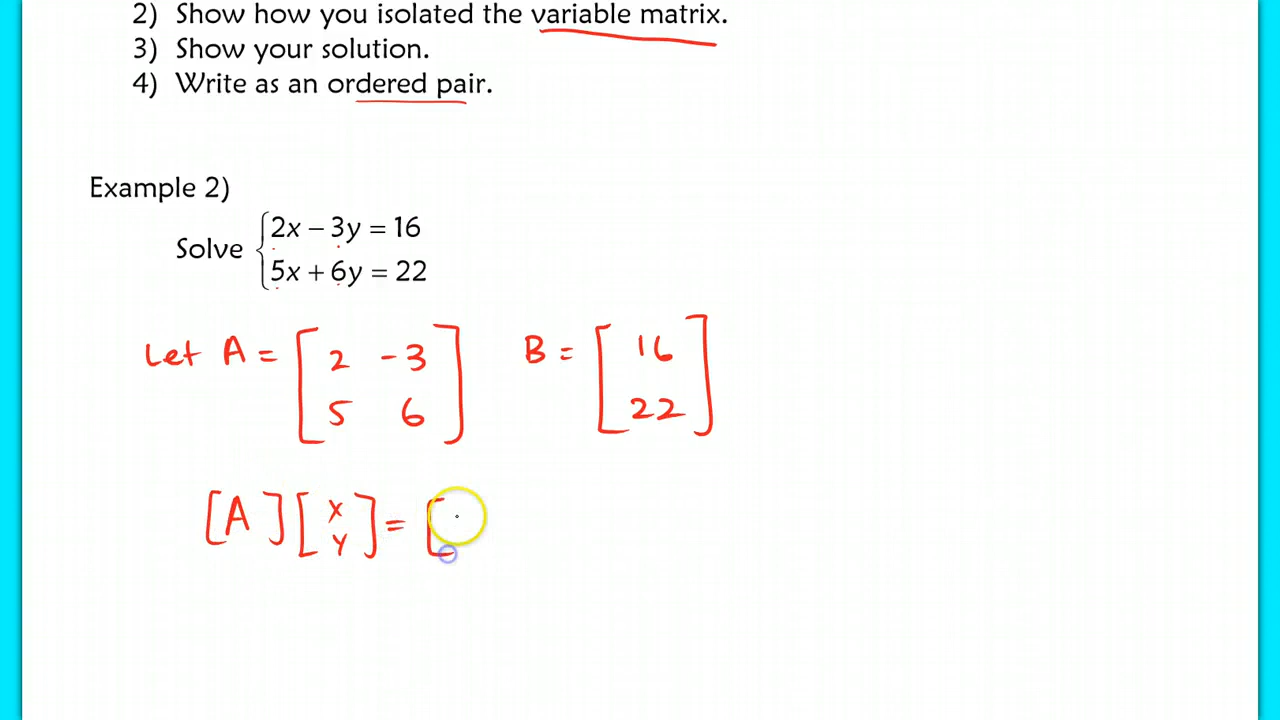 2) Show how you isolated the variable matrix.
3) Show your solution.
4) Write as an ordered pair.
Example 2)
Solve { 2x − 3y = 16
5x + 6y = 22
Let A = [ 2 -3 B = [ 16
5 6 ] 22 ]
[A] [ x y ] = [